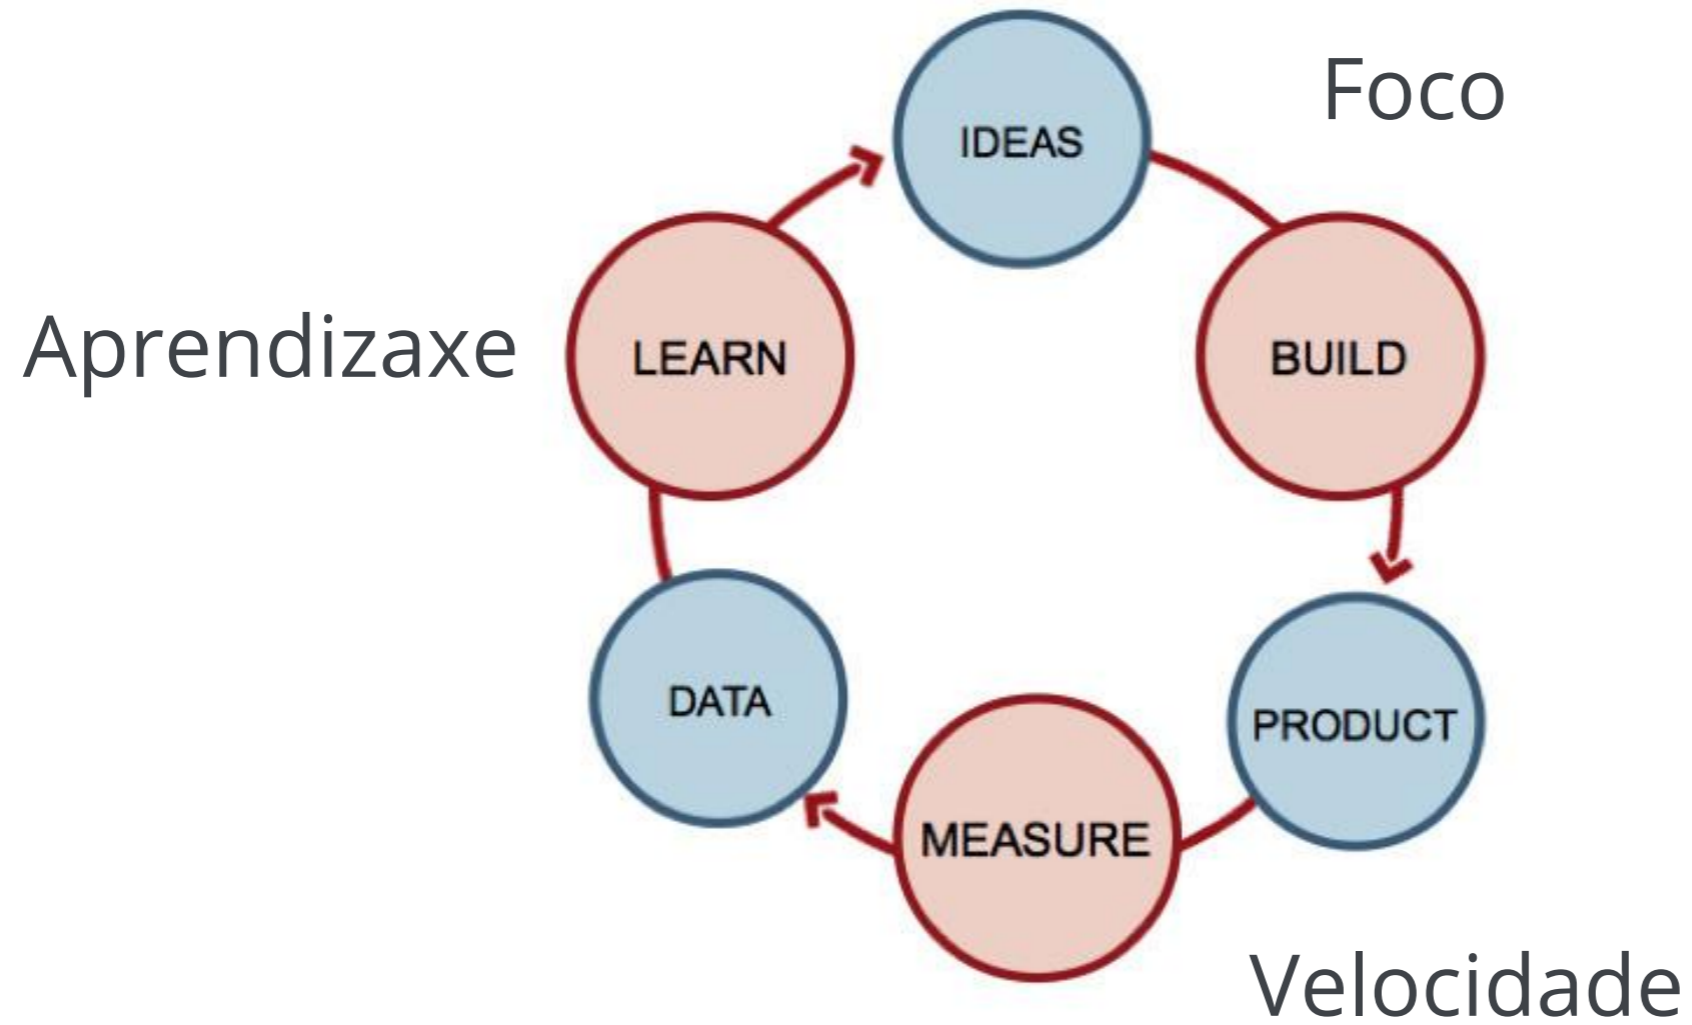 IDEAS
Foco
Aprendizaxe
LEARN
BUILD
DATA
PRODUCT
MEASURE
Velocidade